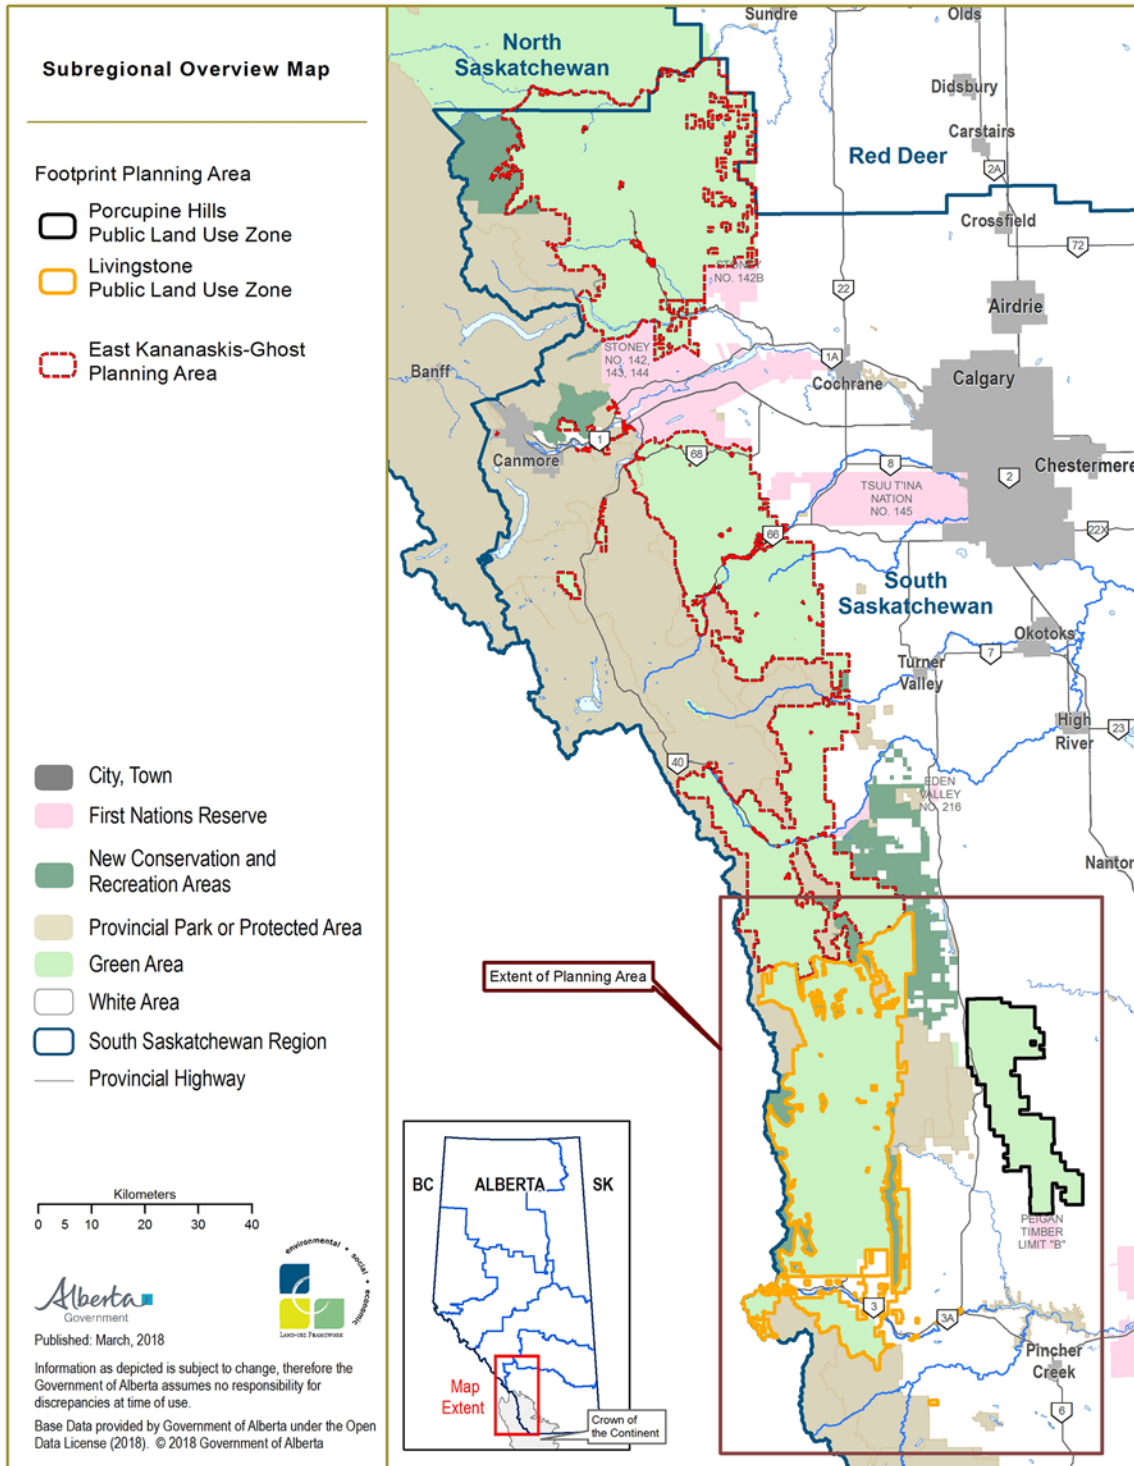 Subregional Overview Map
Footprint Planning Area
Porcupine Hills
Public Land Use Zone
Livingstone
Public Land Use Zone
East Kananaskis-Ghost
Planning Area
City, Town
First Nations Reserve
New Conservation and
Recreation Areas
Provincial Park or Protected Area
Green Area
White Area
South Saskatchewan Region
Provincial Highway
Kilometers
0 5 10 20 30 40
Alberta
Government
environmental • social • economic
LAND-USE FRAMEWORK
Published: March, 2018
Information as depicted is subject to change, therefore the
Government of Alberta assumes no responsibility for
discrepancies at time of use.
Base Data provided by Government of Alberta under the Open
Data License (2018). © 2018 Government of Alberta
Sundre
Olds
North
Saskatchewan
Didsbury
Carstairs
Red Deer
2A
Crossfield
72
STONEY
NO. 142B
22
Airdrie
STONEY
NO. 142,
143, 144
1A
Banff
Cochrane
Calgary
1
68
Canmore
8
Chestermere
2
TSUU T'INA
NATION
NO. 145
66
22X
South
Saskatchewan
Okotoks
7
Turner
Valley
High
River
23
40
EDEN
VALLEY
NO. 216
Nanton
Extent of Planning Area
PEIGAN
TIMBER
LIMIT "B"
3
3A
Pincher
Creek
6
BC
ALBERTA
SK
Map
Extent
Crown of
the Continent